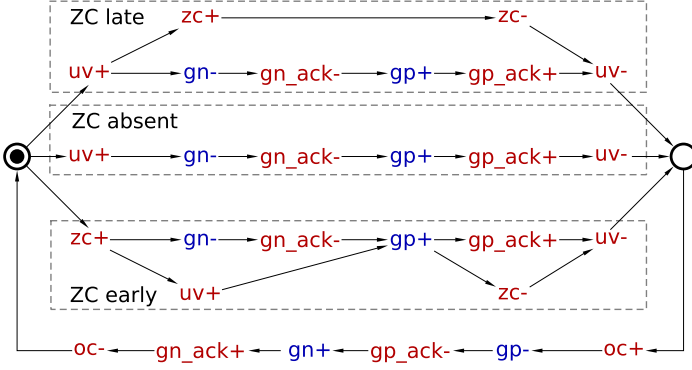 ZC late
zc+ zc-
uv+ gn- gn_ack- gp+ gp_ack+ uv-
ZC absent
uv+ gn- gn_ack- gp+ gp_ack+ uv-
zc+ gn- gn_ack- gp+ gp_ack+ uv-
uv+ zc-
ZC early
oc- gn_ack+ gn+ gp_ack- gp- oc+